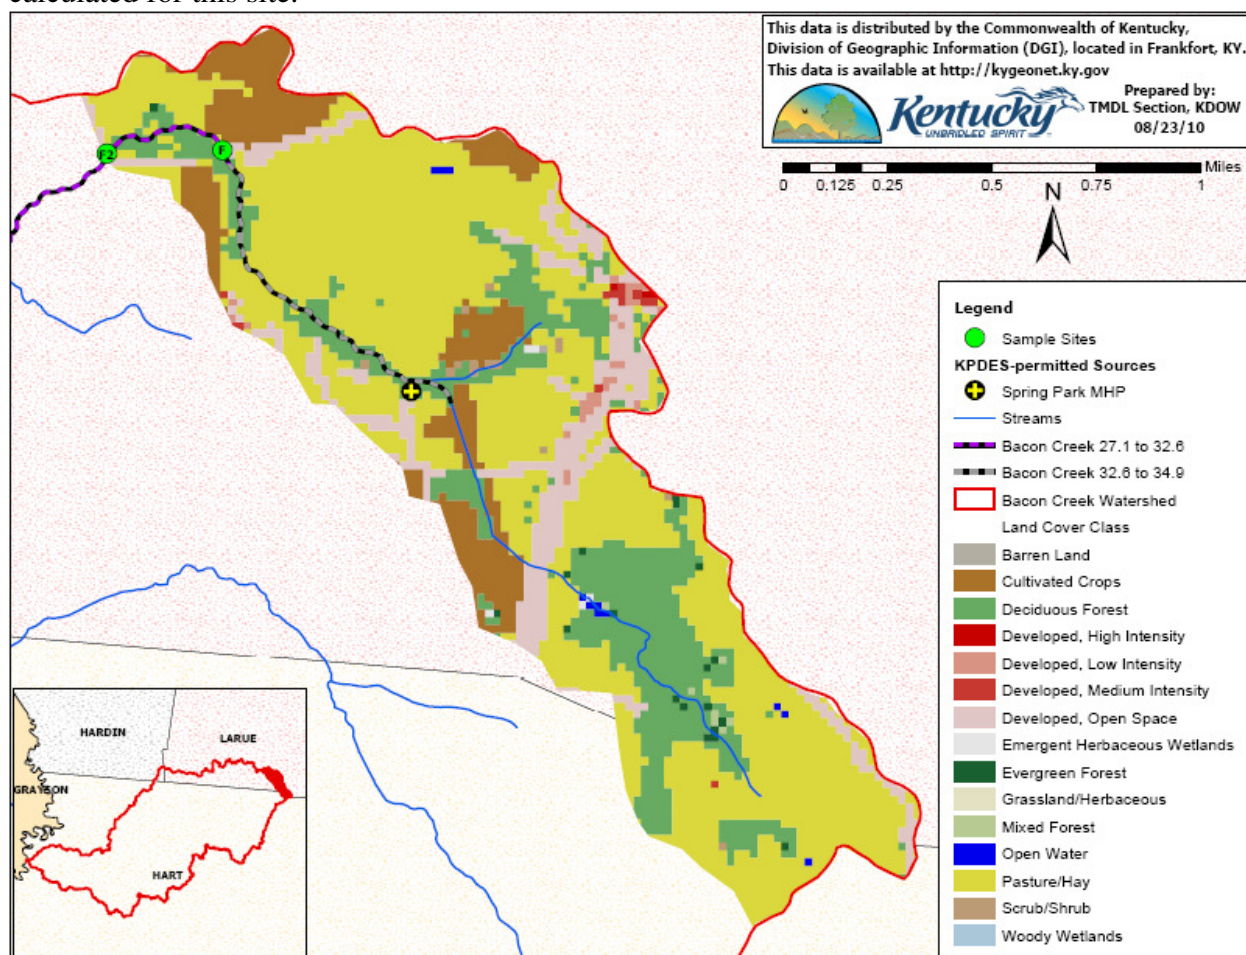 calculated for this site.
This data is distributed by the Commonwealth of Kentucky,
Division of Geographic Information (DGI), located in Frankfort, KY.
This data is available at http://kygeonet.ky.gov
Kentucky
UNBRIDLED SPIRIT
Prepared by:
TMDL Section, KDOW
08/23/10
Miles
0 0.125 0.25 0.5 0.75 1
N
F2
F
Legend
Sample Sites
KPDES-permitted Sources
Spring Park MHP
Streams
Bacon Creek 27.1 to 32.6
Bacon Creek 32.6 to 34.9
Bacon Creek Watershed
Land Cover Class
Barren Land
Cultivated Crops
Deciduous Forest
Developed, High Intensity
Developed, Low Intensity
Developed, Medium Intensity
Developed, Open Space
Emergent Herbaceous Wetlands
Evergreen Forest
Grassland/Herbaceous
Mixed Forest
Open Water
Pasture/Hay
Scrub/Shrub
Woody Wetlands
HARDIN
LARUE
GRAYSON
HART